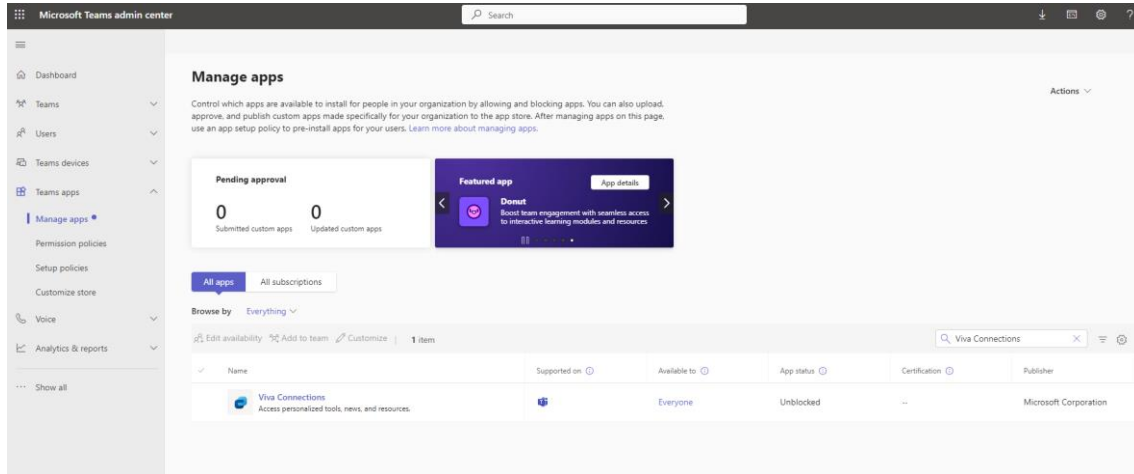 Microsoft Teams admin center
Search
?
Dashboard
Teams
Users
Teams devices
Teams apps
Manage apps
Permission policies
Setup policies
Customize store
Voice
Analytics & reports
Show all
Manage apps
Actions
Control which apps are available to install for people in your organization by allowing and blocking apps. You can also upload,
approve, and publish custom apps made specifically for your organization to the app store. After managing apps on this page,
use an app setup policy to pre-install apps for your users. Learn more about managing apps.
Pending approval
0 0
Submitted custom apps Updated custom apps
Featured app App details
Donut
Boost team engagement with seamless access
to interactive learning modules and resources
All apps All subscriptions
Browse by Everything
Edit availability Add to team Customize | 1 item Viva Connections
Name Supported on Available to App status Certification Publisher
Viva Connections Everyone Unblocked -- Microsoft Corporation
Access personalized tools, news, and resources.